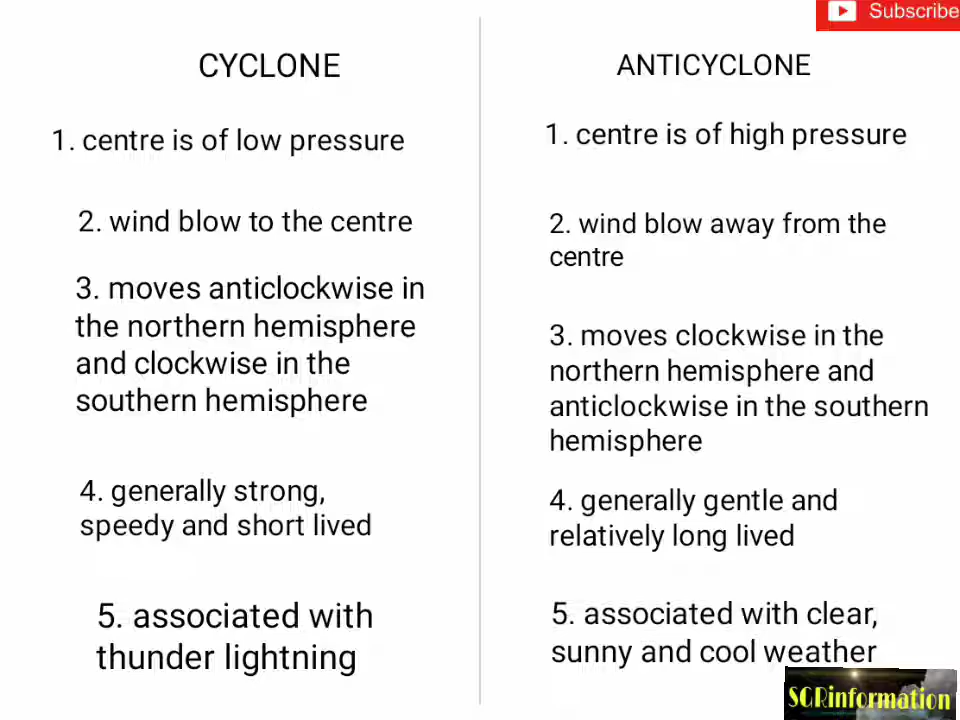 Subscribe
CYCLONE
1. centre is of low pressure
2. wind blow to the centre
3. moves anticlockwise in
the northern hemisphere
and clockwise in the
southern hemisphere
4. generally strong,
speedy and short lived
5. associated with
thunder lightning
ANTICYCLONE
1. centre is of high pressure
2. wind blow away from the
centre
3. moves clockwise in the
northern hemisphere and
anticlockwise in the southern
hemisphere
4. generally gentle and
relatively long lived
5. associated with clear,
sunny and cool weather
SGRinformation